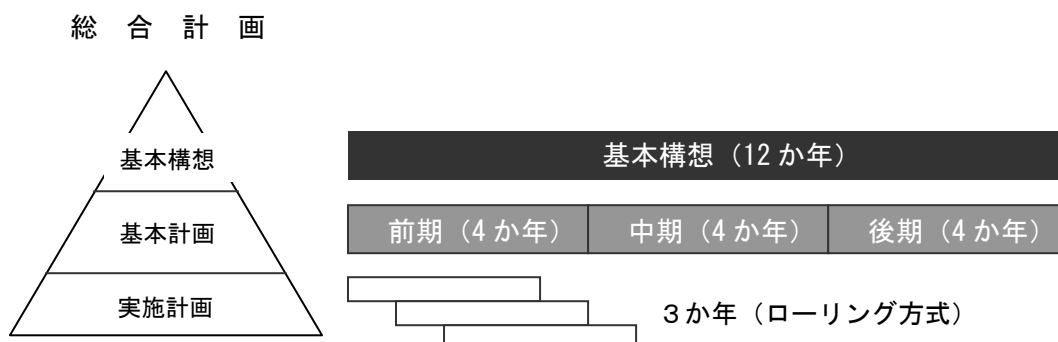 総 合 計 画
基本構想
基本構想（12 か年）
基本計画
前期（4 か年）
中期（4 か年）
後期（4 か年）
実施計画
３か年（ローリング方式）